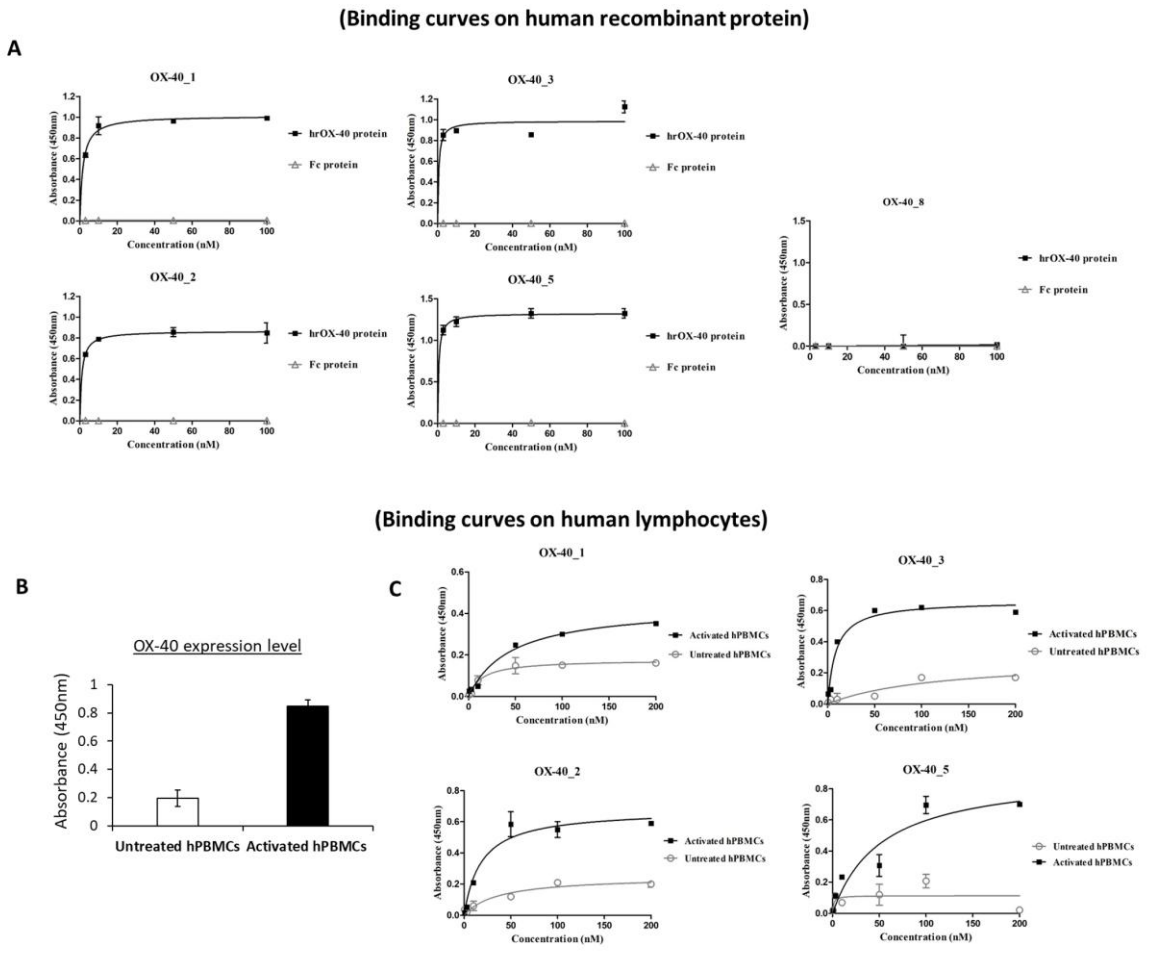 (Binding curves on human recombinant protein)
A
OX-40_1
Absorbance (450nm)
1.2
1.0
0.8
0.6
0.4
0.2
0.0
0 20 40 60 80 100
Concentration (nM)
hrOX-40 protein
Fc protein
OX-40_3
Absorbance (450nm)
1.2
1.0
0.8
0.6
0.4
0.2
0.0
0 20 40 60 80 100
Concentration (nM)
hrOX-40 protein
Fc protein
OX-40_2
Absorbance (450nm)
1.2
1.0
0.8
0.6
0.4
0.2
0.0
0 20 40 60 80 100
Concentration (nM)
hrOX-40 protein
Fc protein
OX-40_5
Absorbance (450nm)
1.5
1.0
0.5
0.0
0 20 40 60 80 100
Concentration (nM)
hrOX-40 protein
Fc protein
OX-40_8
Absorbance (450nm)
1.5
1.0
0.5
0.0
0 20 40 60 80 100
Concentration (nM)
hrOX-40 protein
Fc protein
(Binding curves on human lymphocytes)
B
OX-40 expression level
Absorbance (450nm)
1
0.8
0.6
0.4
0.2
0
Untreated hPBMCs Activated hPBMCs
C
OX-40_1
Absorbance (450nm)
0.6
0.4
0.2
0.0
0 50 100 150 200
Concentration (nM)
Activated hPBMCs
Untreated hPBMCs
OX-40_3
Absorbance (450nm)
0.8
0.6
0.4
0.2
0.0
0 50 100 150 200
Concentration (nM)
Activated hPBMCs
Untreated hPBMCs
OX-40_2
Absorbance (450nm)
0.8
0.6
0.4
0.2
0.0
0 50 100 150 200
Concentration (nM)
Activated hPBMCs
Untreated hPBMCs
OX-40_5
Absorbance (450nm)
0.8
0.6
0.4
0.2
0.0
0 50 100 150 200
Concentration (nM)
Untreated hPBMCs
Activated hPBMCs